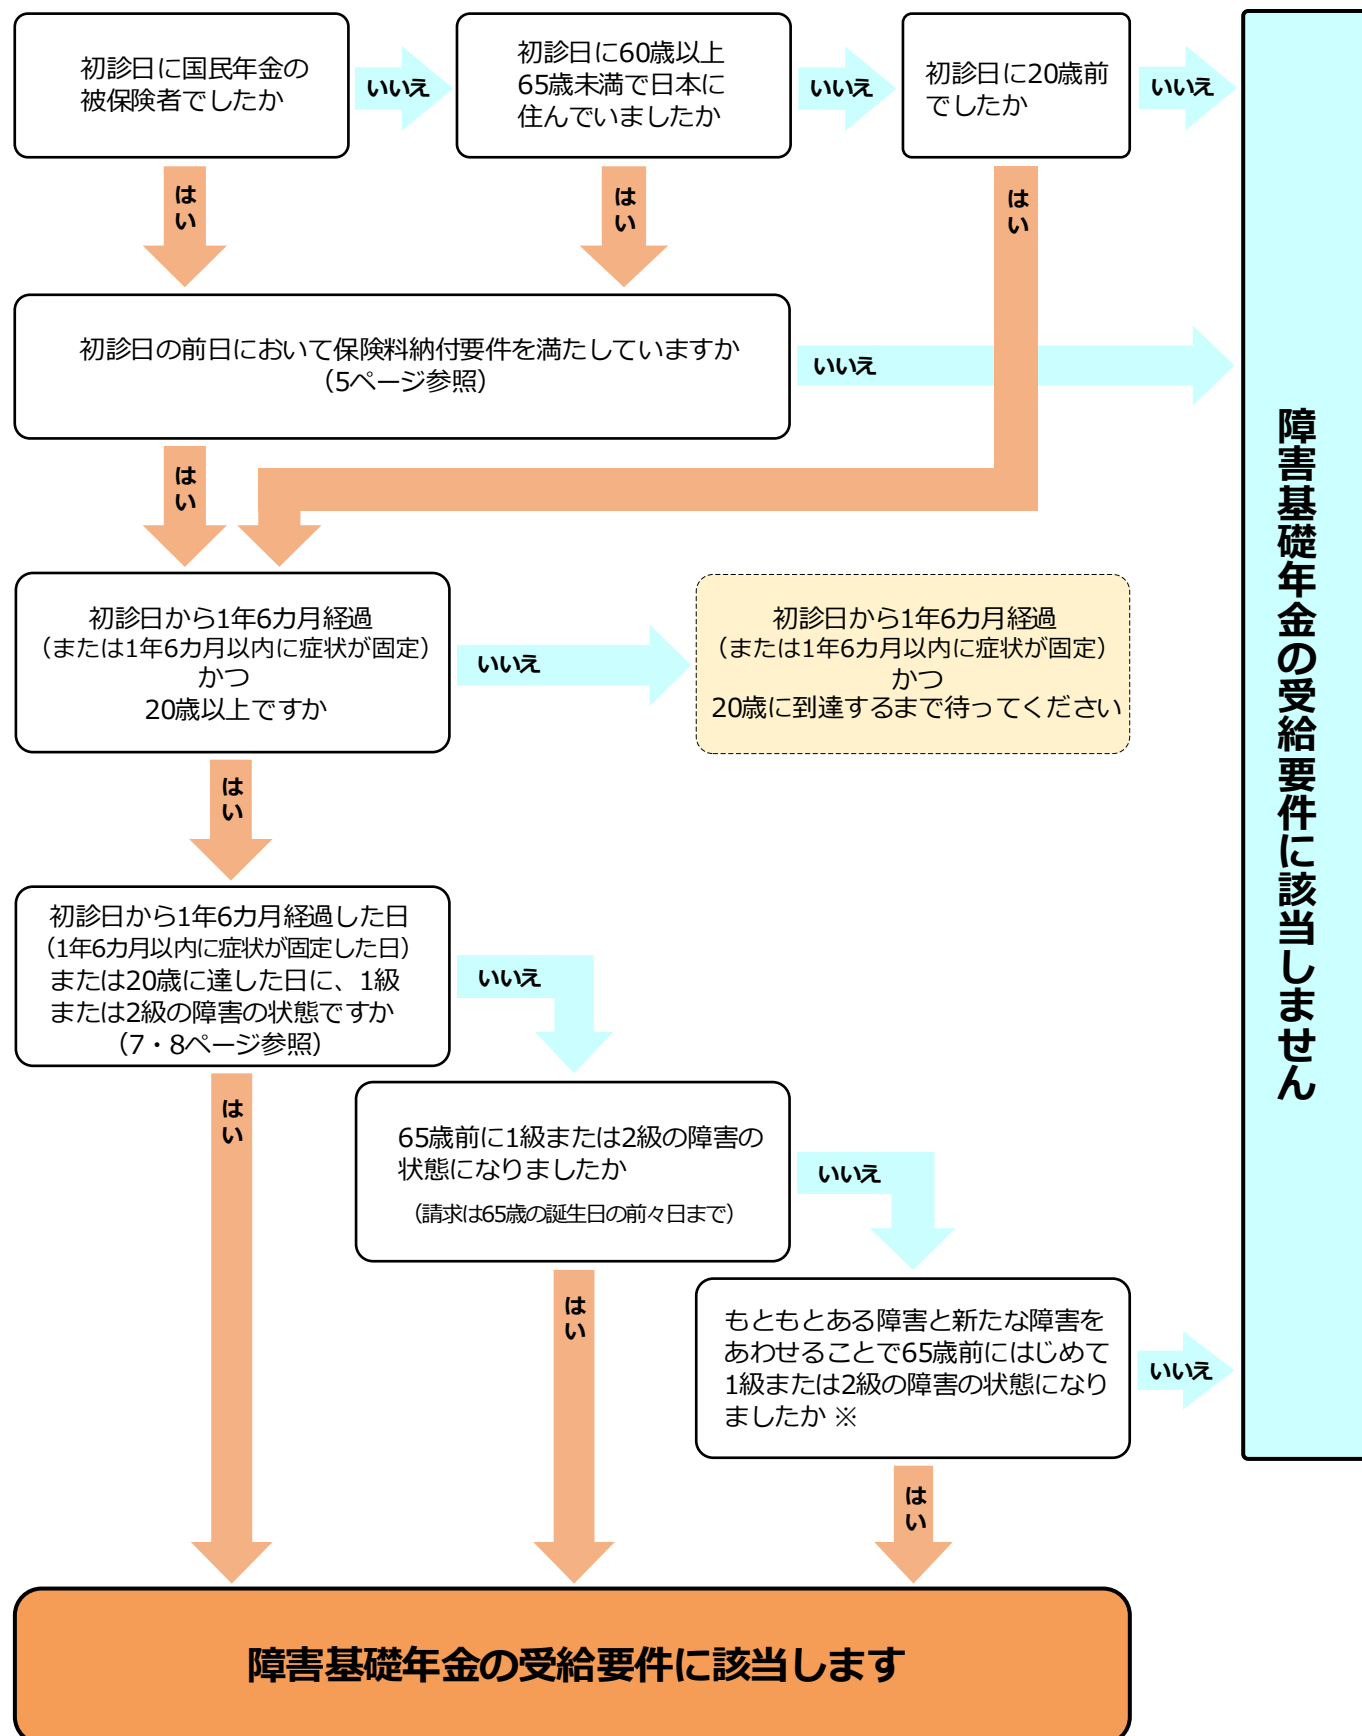 初診日に国民年金の
被保険者でしたか
いいえ
初診日に60歳以上
65歳未満で日本に
住んでいましたか
いいえ
初診日に20歳前
でしたか
いいえ
はい
はい
はい
初診日の前日において保険料納付要件を満たしていますか
（5ページ参照）
いいえ
はい
初診日から1年6カ月経過
（または1年6カ月以内に症状が固定）
かつ
20歳以上ですか
いいえ
初診日から1年6カ月経過
（または1年6カ月以内に症状が固定）
かつ
20歳に到達するまで待ってください
はい
初診日から1年6カ月経過した日
（1年6カ月以内に症状が固定した日）
または20歳に達した日に、1級
または2級の障害の状態ですか
（7・8ページ参照）
いいえ
はい
65歳前に1級または2級の障害の
状態になりましたか
（請求は65歳の誕生日の前々日まで）
いいえ
はい
もともとある障害と新たな障害を
あわせることで65歳前にはじめて
1級または2級の障害の状態になり
ましたか ※
いいえ
はい
障害基礎年金の受給要件に該当しません
障害基礎年金の受給要件に該当します